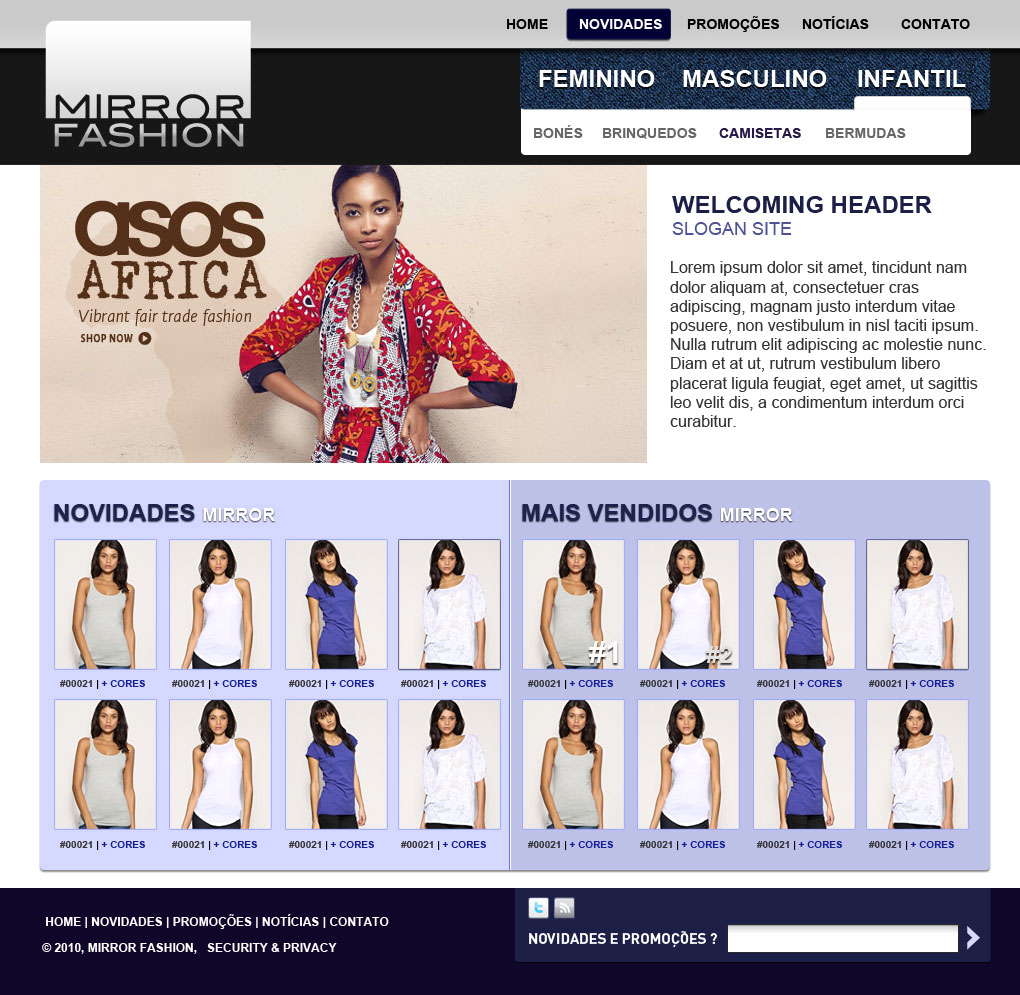 HOME NOVIDADES PROMOÇÕES NOTÍCIAS CONTATO
MIRROR
FASHION
FEMININO MASCULINO INFANTIL
BONÉS BRINQUEDOS CAMISETAS BERMUDAS
asos
AFRICA
Vibrant fair trade fashion
SHOP NOW
WELCOMING HEADER
SLOGAN SITE
Lorem ipsum dolor sit amet, tincidunt nam
dolor aliquam at, consectetuer cras
adipiscing, magnam justo interdum vitae
posuere, non vestibulum in nisl taciti ipsum.
Nulla rutrum elit adipiscing ac molestie nunc.
Diam et at ut, rutrum vestibulum libero
placerat ligula feugiat, eget amet, ut sagittis
leo velit dis, a condimentum interdum orci
curabitur.
NOVIDADES MIRROR
#00021 | + CORES #00021 | + CORES #00021 | + CORES #00021 | + CORES
#00021 | + CORES #00021 | + CORES #00021 | + CORES #00021 | + CORES
MAIS VENDIDOS MIRROR
#1 #2
#00021 | + CORES #00021 | + CORES #00021 | + CORES #00021 | + CORES
#00021 | + CORES #00021 | + CORES #00021 | + CORES #00021 | + CORES
HOME | NOVIDADES | PROMOÇÕES | NOTÍCIAS | CONTATO
© 2010, MIRROR FASHION, SECURITY & PRIVACY
NOVIDADES E PROMOÇÕES ?